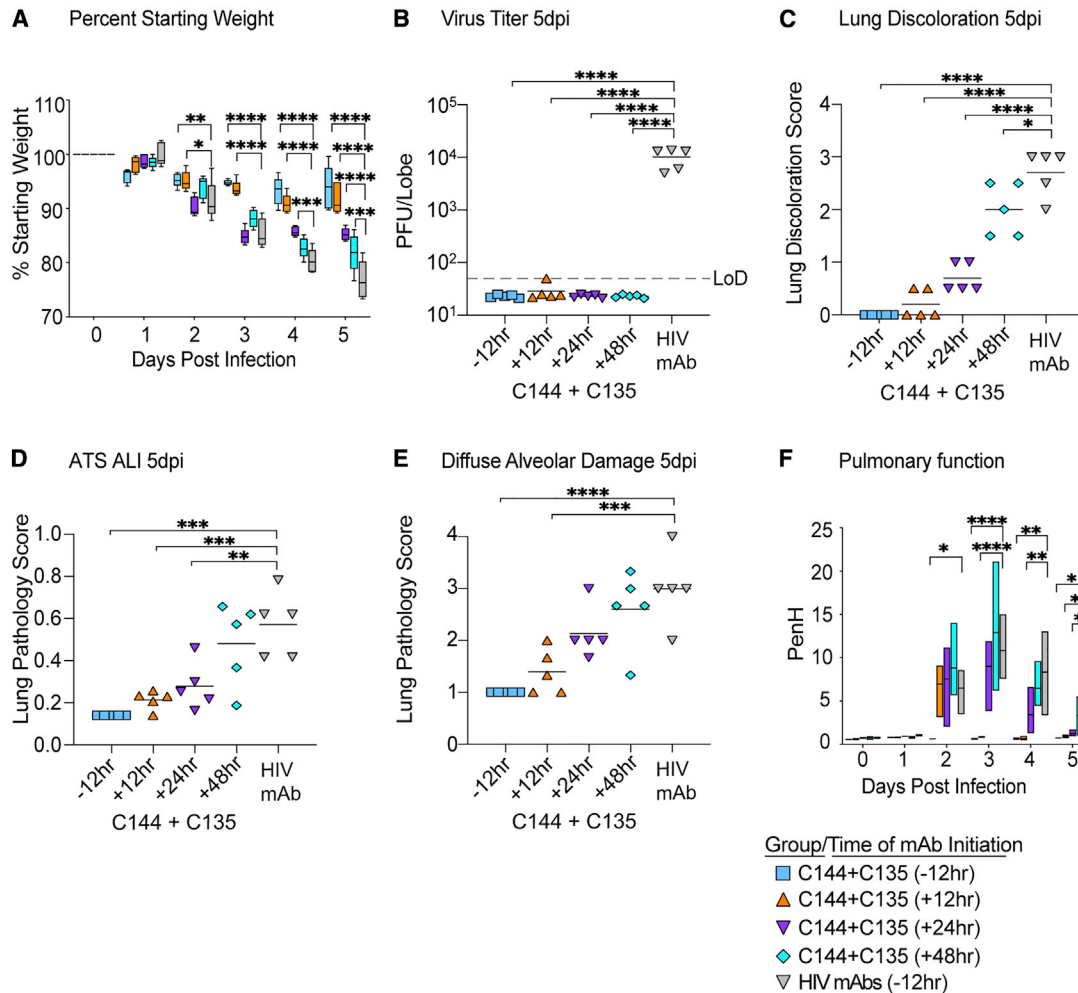 A Percent Starting Weight
% Starting Weight
110
100
90
80
70
** **** **** ****
* **** **** ****
*** ****
***
0 1 2 3 4 5
Days Post Infection
B Virus Titer 5dpi
PFU/Lobe
10⁵
10⁴
10³
10²
10¹
****
****
****
****
LoD
-12hr +12hr +24hr +48hr HIV mAb
C144 + C135
C Lung Discoloration 5dpi
Lung Discoloration Score
4
3
2
1
0
****
****
****
*
-12hr +12hr +24hr +48hr HIV mAb
C144 + C135
D ATS ALI 5dpi
Lung Pathology Score
1.0
0.8
0.6
0.4
0.2
0.0
***
***
**
-12hr +12hr +24hr +48hr HIV mAb
C144 + C135
E Diffuse Alveolar Damage 5dpi
Lung Pathology Score
4
3
2
1
0
****
***
-12hr +12hr +24hr +48hr HIV mAb
C144 + C135
F Pulmonary function
PenH
25
20
15
10
5
0
* **** ** *
**** ** *
*
0 1 2 3 4 5
Days Post Infection
Group/Time of mAb Initiation
C144+C135 (-12hr)
C144+C135 (+12hr)
C144+C135 (+24hr)
C144+C135 (+48hr)
HIV mAbs (-12hr)